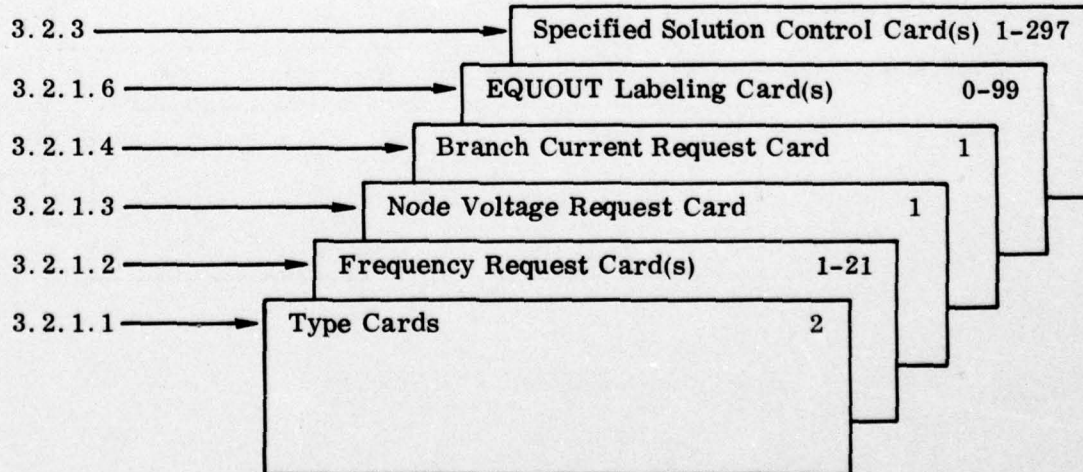 3.2.3 Specified Solution Control Card(s) 1-297
3.2.1.6 EQUOUT Labeling Card(s) 0-99
3.2.1.4 Branch Current Request Card 1
3.2.1.3 Node Voltage Request Card 1
3.2.1.2 Frequency Request Card(s) 1-21
3.2.1.1 Type Cards 2